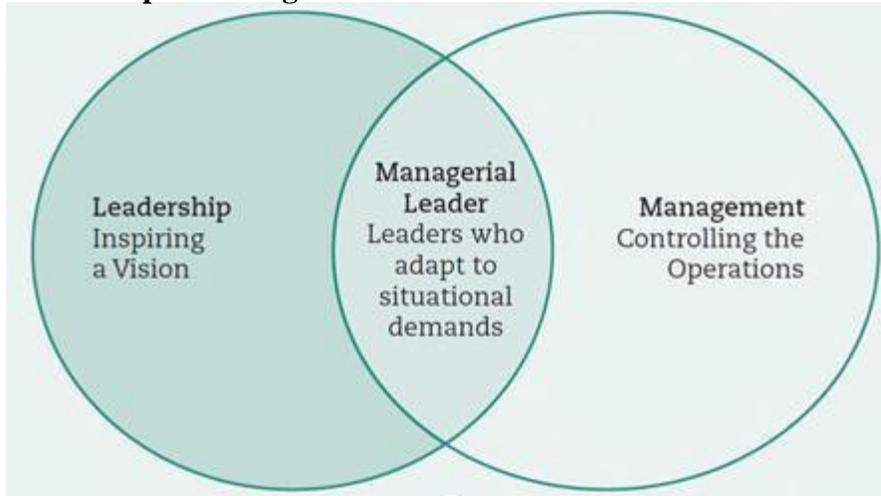 Leadership
Inspiring
a Vision
Managerial
Leader
Leaders who
adapt to
situational
demands
Management
Controlling the
Operations